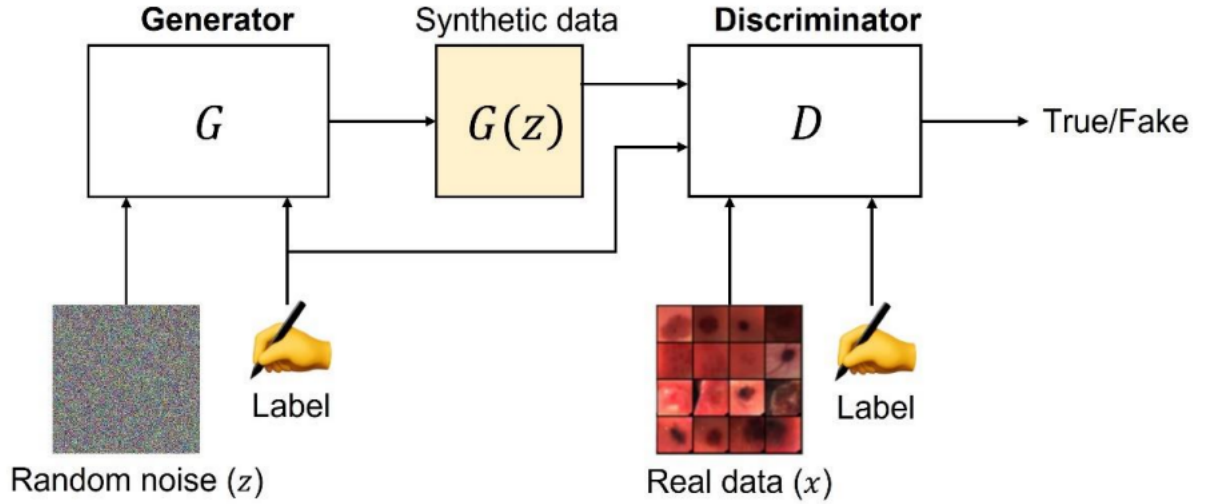 Generator
Synthetic data
Discriminator
G
G(z)
D
True/Fake
Label
Label
Random noise (z)
Real data (x)